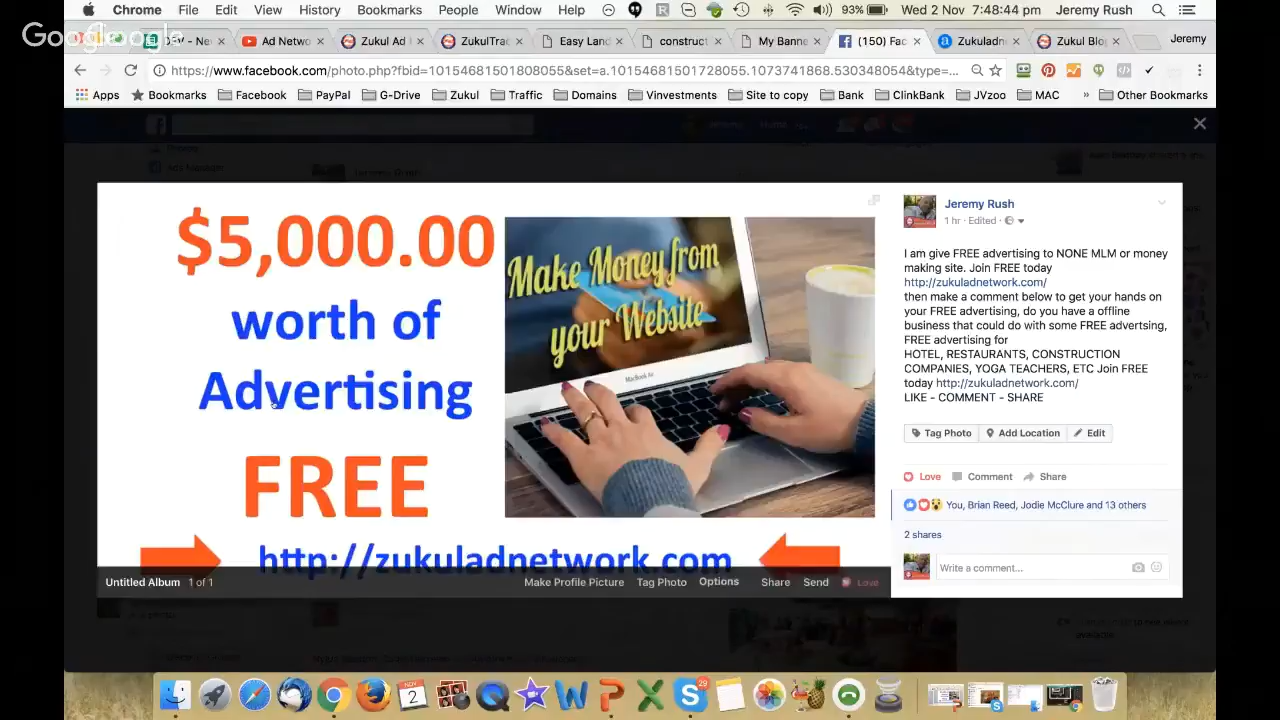 Chrome File Edit View History Bookmarks People Window Help 93% Wed 2 Nov 7:48:44 pm Jeremy Rush
Ad Netwo Zukul Ad ZukulTra Easy Lan construct My Banne (150) Fac Zukuladn Zukul Blo Jeremy
https://www.facebook.com/photo.php?fbid=10154681501808055&set=a.10154681501728055.1073741868.530348054&type=...
Apps Bookmarks Facebook PayPal G-Drive Zukul Traffic Domains Vinvestments Site to copy Bank ClinkBank JVzoo MAC » Other Bookmarks
$5,000.00
worth of
Advertising
FREE
http://zukuladnetwork.com
Make Money from
your Website
MacBook Air
Untitled Album 1 of 1 Make Profile Picture Tag Photo Options Share Send Love
Jeremy Rush
1 hr · Edited ·
I am give FREE advertising to NONE MLM or money
making site. Join FREE today
http://zukuladnetwork.com/
then make a comment below to get your hands on
your FREE advertising, do you have a offline
business that could do with some FREE advertsing,
FREE advertising for
HOTEL, RESTAURANTS, CONSTRUCTION
COMPANIES, YOGA TEACHERS, ETC Join FREE
today http://zukuladnetwork.com/
LIKE - COMMENT - SHARE
Tag Photo Add Location Edit
Love Comment Share
You, Brian Reed, Jodie McClure and 13 others
2 shares
Write a comment...
NOV
2
29